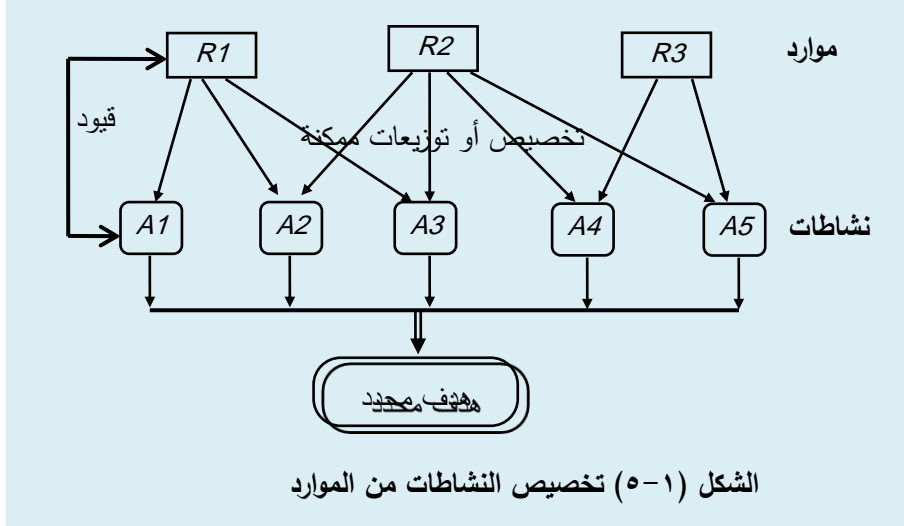 موارد
R1 R2 R3
قيود
تخصيص أو توزيعات ممكنة
نشاطات
A1 A2 A3 A4 A5
هدف محدد
الشكل (١-٥) تخصيص النشاطات من الموارد